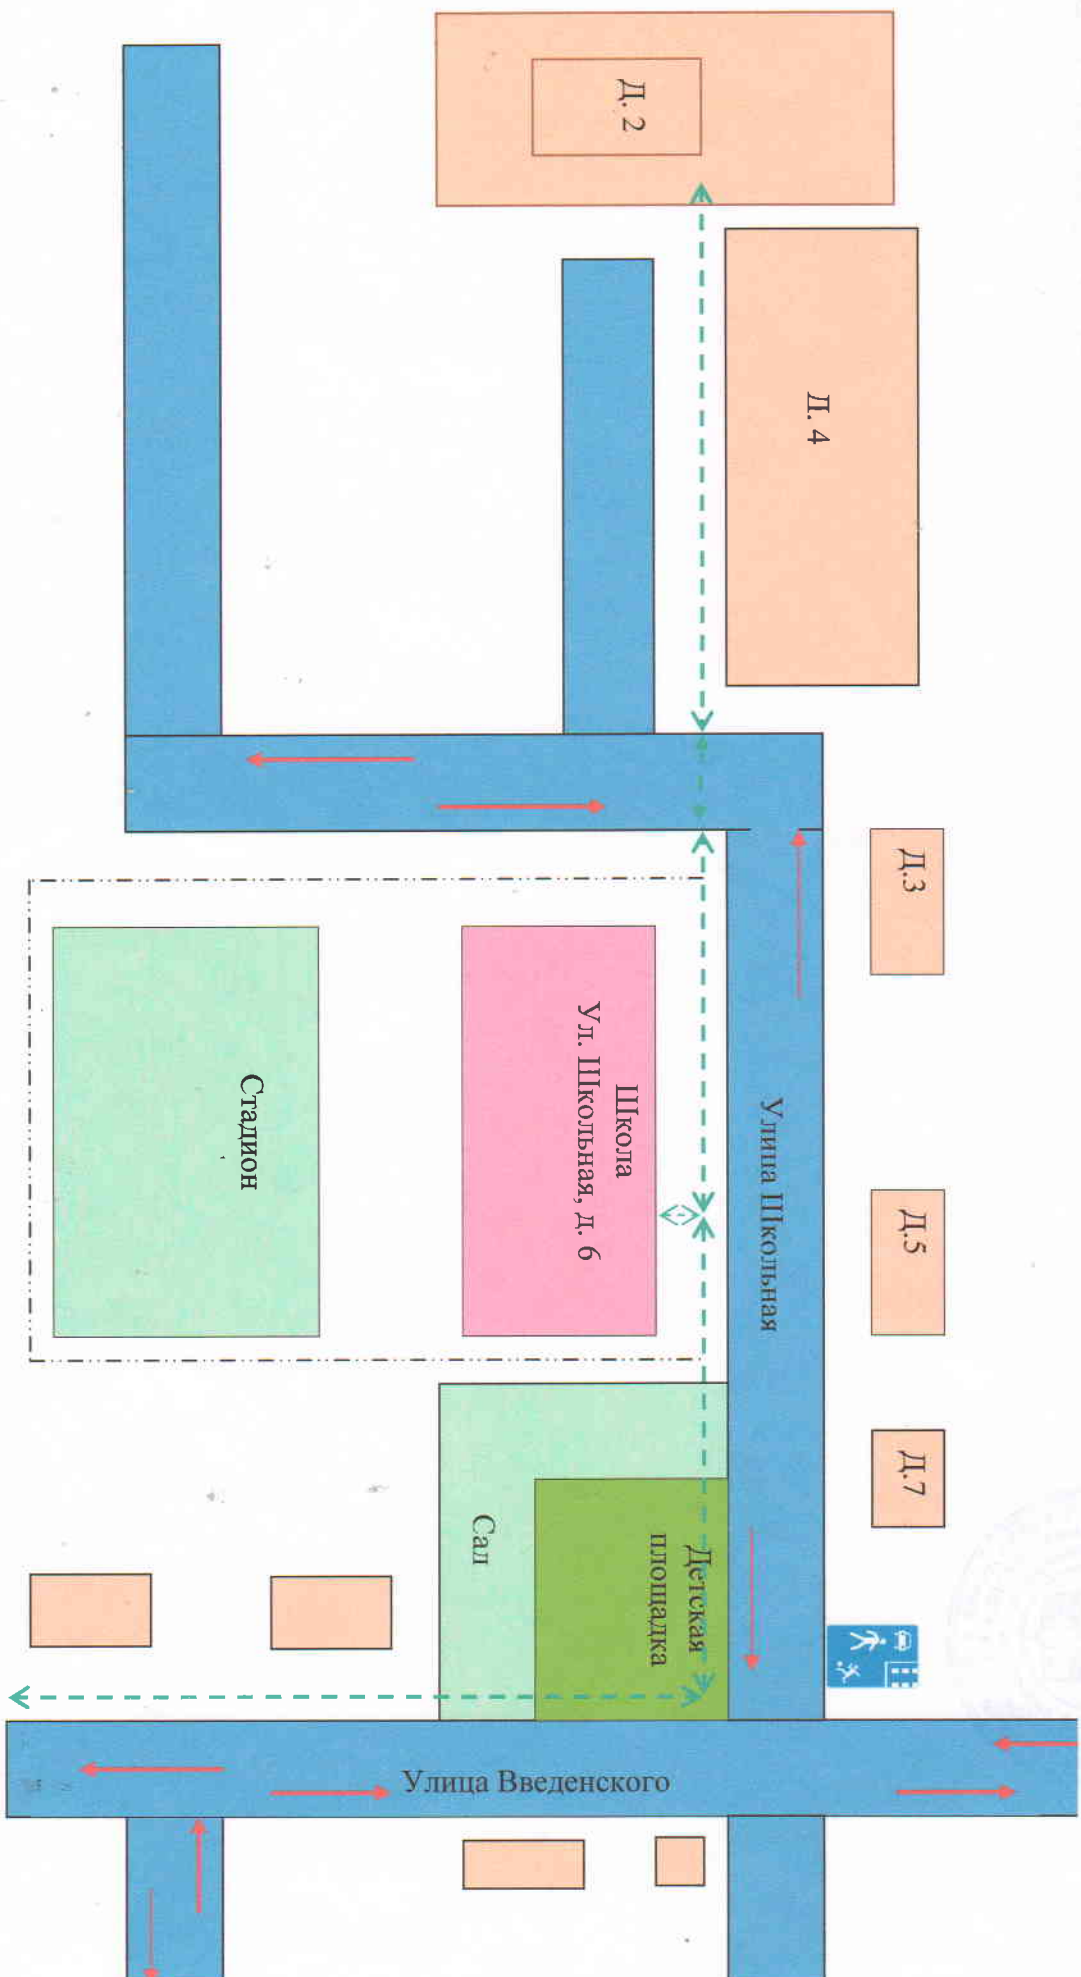 Д. 2
Д. 4
Д.3
Д.5
Д.7
Улица Школьная
Школа
Ул. Школьная, д. 6
Стадион
Детская
площадка
Сад
Улица Введенского